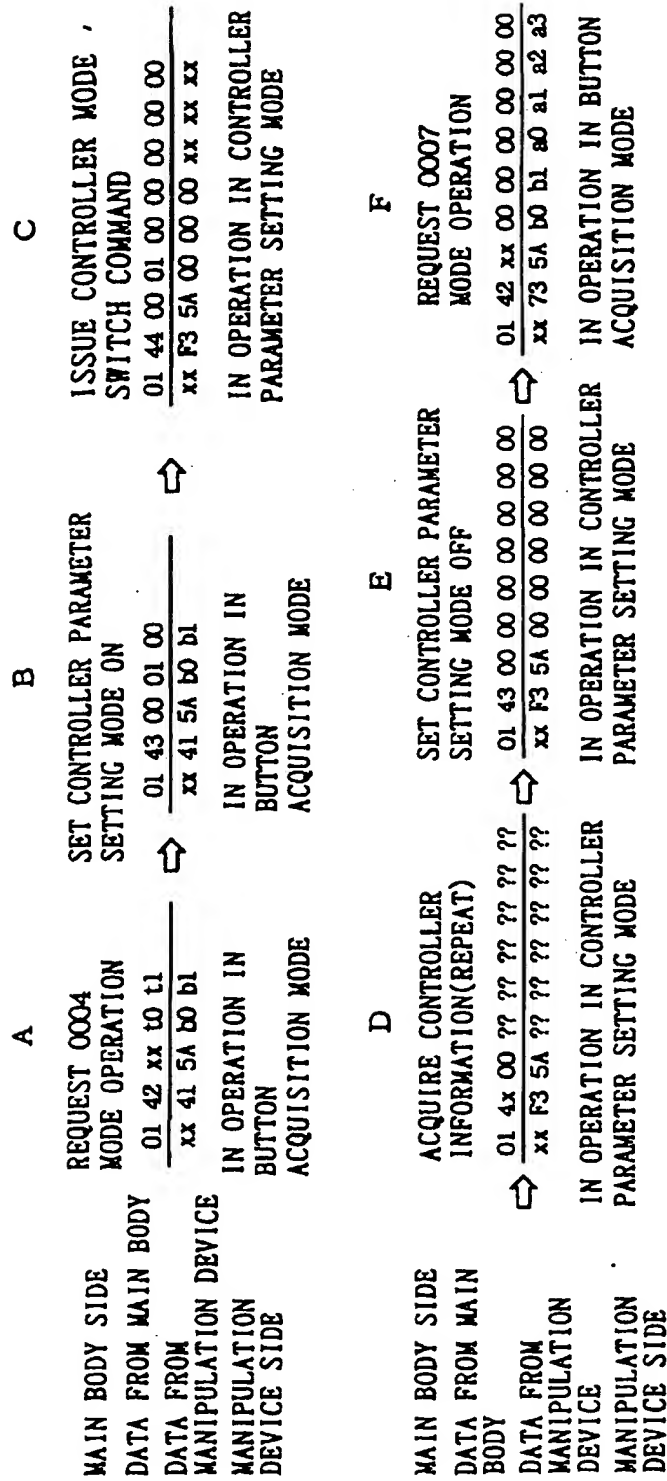 A
MAIN BODY SIDE
REQUEST 0004
MODE OPERATION
DATA FROM MAIN BODY
01 42 xx t0 t1
DATA FROM
MANIPULATION DEVICE
xx 41 5A b0 b1
MANIPULATION
DEVICE SIDE
IN OPERATION IN
BUTTON
ACQUISITION MODE
B
SET CONTROLLER PARAMETER
SETTING MODE ON
01 43 00 01 00
xx 41 5A b0 b1
IN OPERATION IN
BUTTON
ACQUISITION MODE
C
ISSUE CONTROLLER MODE ,
SWITCH COMMAND
01 44 00 01 00 00 00 00 00
xx F3 5A 00 00 00 xx xx xx
IN OPERATION IN CONTROLLER
PARAMETER SETTING MODE
D
MAIN BODY SIDE
ACQUIRE CONTROLLER
INFORMATION(REPEAT)
DATA FROM MAIN
BODY
01 4x 00 ?? ?? ?? ?? ?? ??
DATA FROM
MANIPULATION
DEVICE
xx F3 5A ?? ?? ?? ?? ?? ??
MANIPULATION
DEVICE SIDE
IN OPERATION IN CONTROLLER
PARAMETER SETTING MODE
E
SET CONTROLLER PARAMETER
SETTING MODE OFF
01 43 00 00 00 00 00 00 00
xx F3 5A 00 00 00 00 00 00
IN OPERATION IN CONTROLLER
PARAMETER SETTING MODE
F
REQUEST 0007
MODE OPERATION
01 42 xx 00 00 00 00 00 00
xx 73 5A b0 b1 a0 a1 a2 a3
IN OPERATION IN BUTTON
ACQUISITION MODE